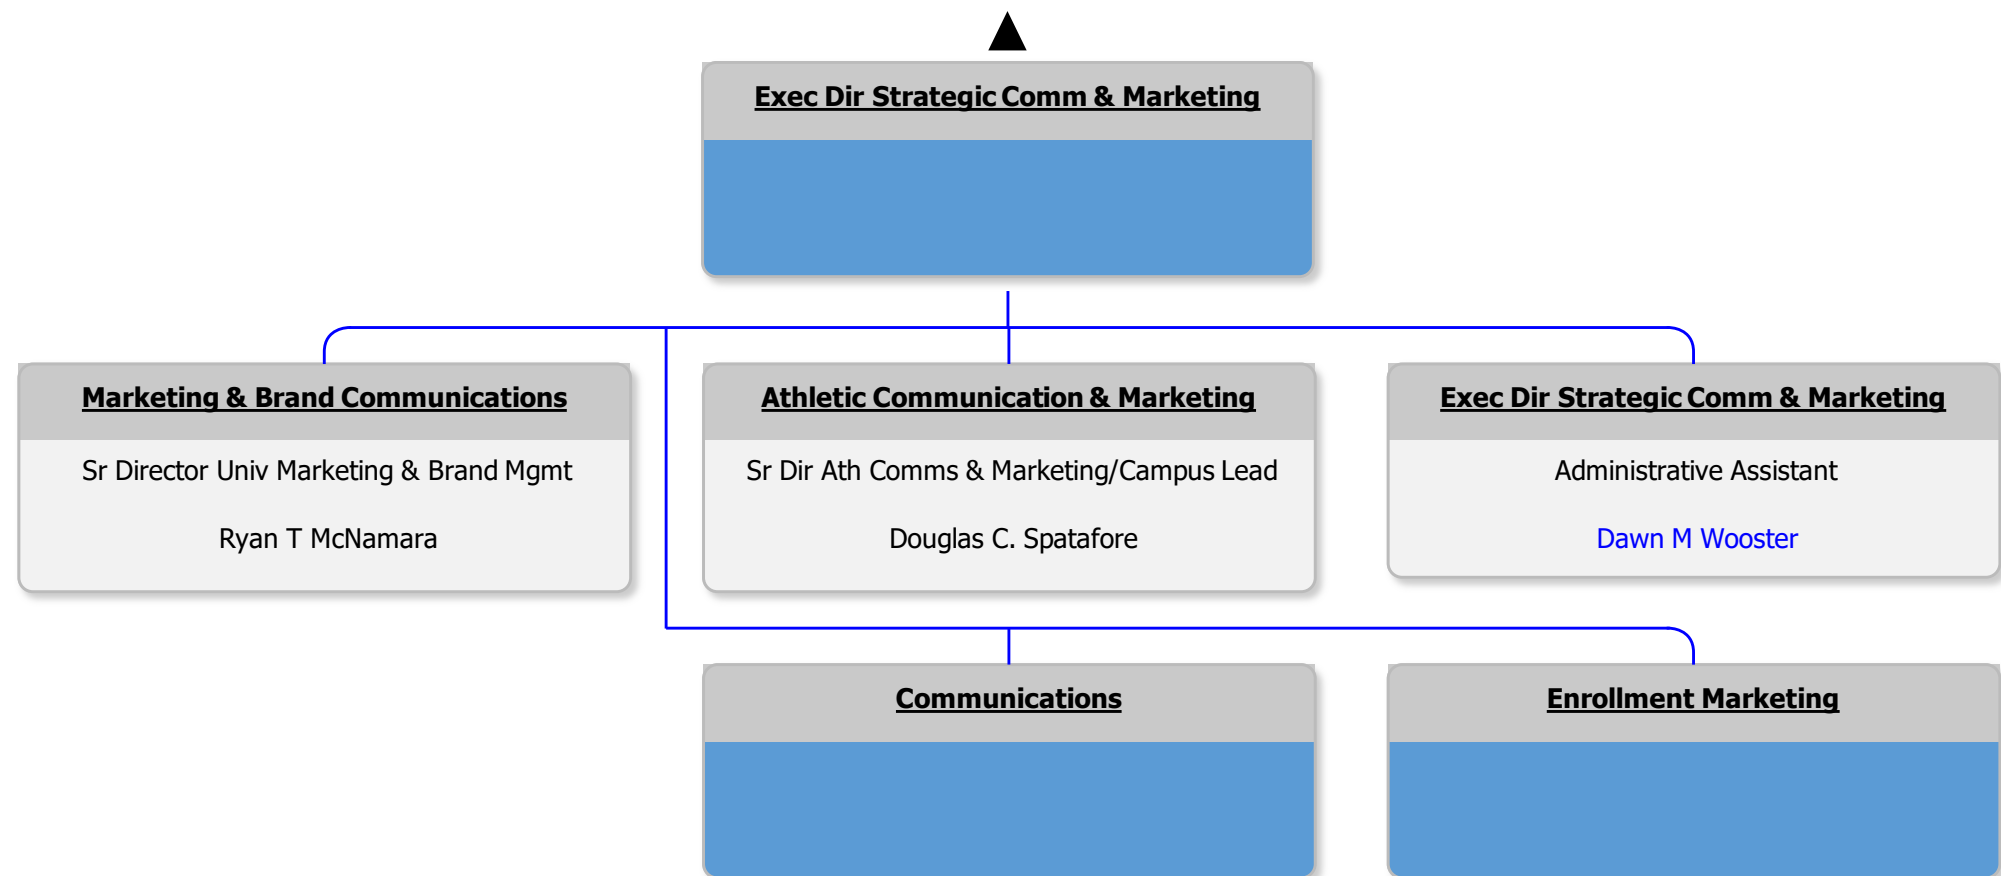 Exec Dir Strategic Comm & Marketing
Marketing & Brand Communications
Sr Director Univ Marketing & Brand Mgmt
Ryan T McNamara
Athletic Communication & Marketing
Sr Dir Ath Comms & Marketing/Campus Lead
Douglas C. Spatafore
Exec Dir Strategic Comm & Marketing
Administrative Assistant
Dawn M Wooster
Communications
Enrollment Marketing